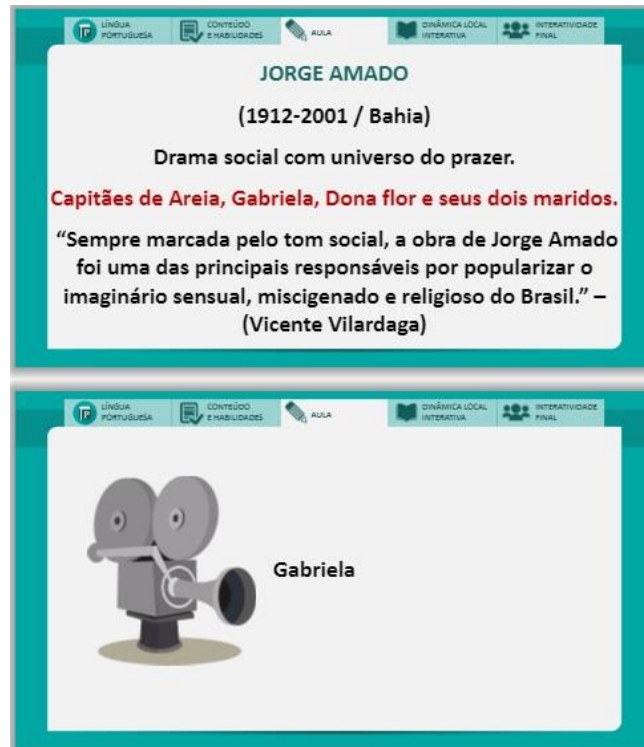 LÍNGUA
PORTUGUESA
CONTEÚDO
E HABILIDADES
AULA
DINÂMICA LOCAL
INTERATIVA
INTERATIVIDADE
FINAL
JORGE AMADO
(1912-2001 / Bahia)
Drama social com universo do prazer.
Capitães de Areia, Gabriela, Dona flor e seus dois maridos.
“Sempre marcada pelo tom social, a obra de Jorge Amado
foi uma das principais responsáveis por popularizar o
imaginário sensual, miscigenado e religioso do Brasil.” –
(Vicente Vilardaga)
LÍNGUA
PORTUGUESA
CONTEÚDO
E HABILIDADES
AULA
DINÂMICA LOCAL
INTERATIVA
INTERATIVIDADE
FINAL
Gabriela